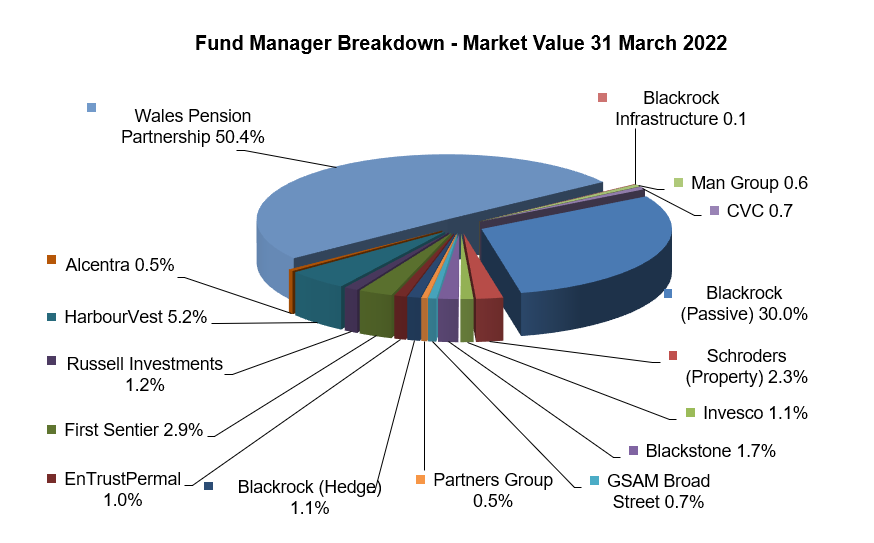 Fund Manager Breakdown - Market Value 31 March 2022
Wales Pension
Partnership 50.4%
Blackrock
Infrastructure 0.1
Man Group 0.6
CVC 0.7
Blackrock
(Passive) 30.0%
Schroders
(Property) 2.3%
Invesco 1.1%
Blackstone 1.7%
GSAM Broad
Street 0.7%
Partners Group
0.5%
Blackrock (Hedge)
1.1%
EnTrustPermal
1.0%
First Sentier 2.9%
Russell Investments
1.2%
HarbourVest 5.2%
Alcentra 0.5%